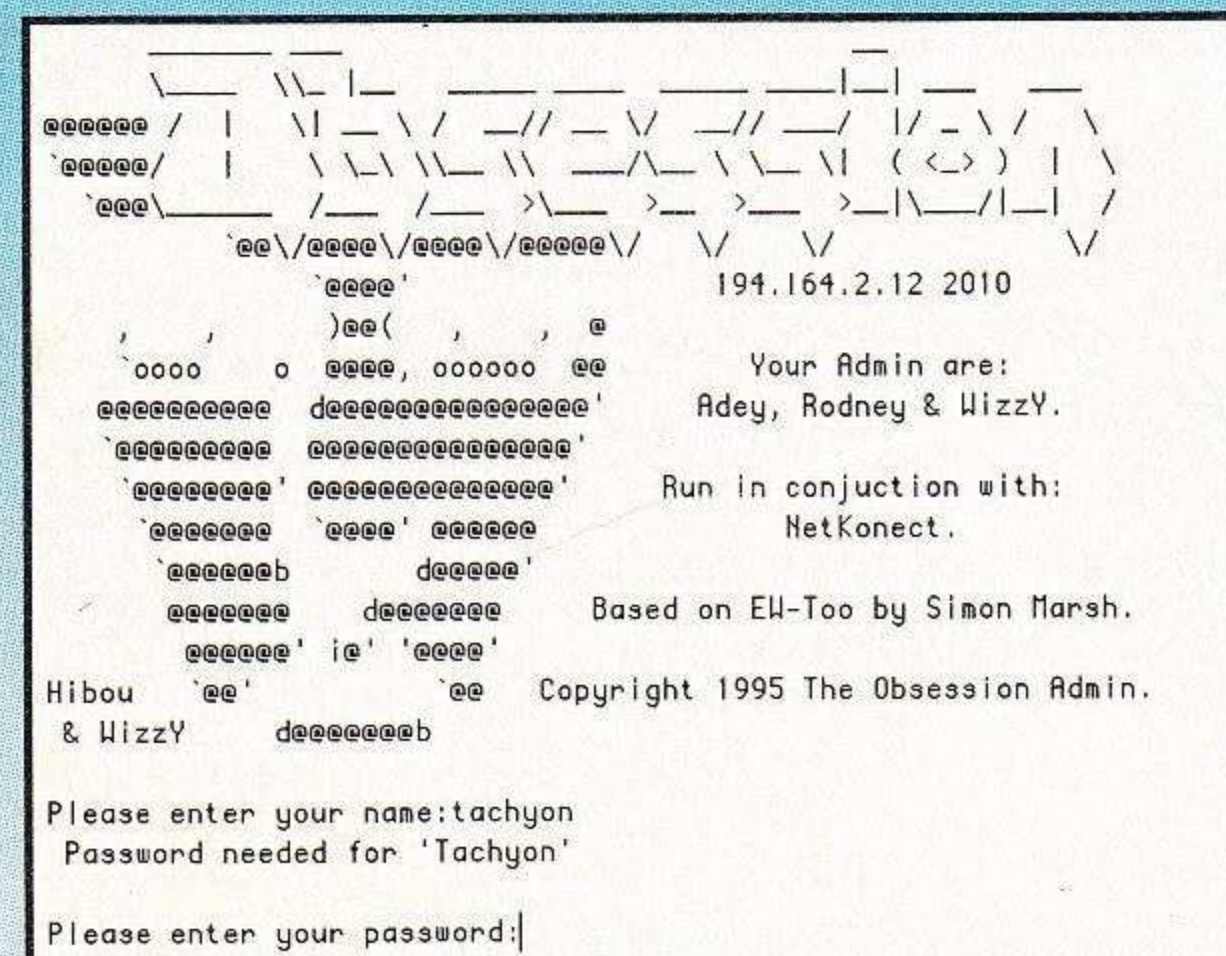 194.164.2.12 2010
Your Admin are:
Adey, Rodney & WizzY.
Run in conjuction with:
NetKonect.
Based on EW-Too by Simon Marsh.
Hibou
& WizzY
Copyright 1995 The Obsession Admin.
Please enter your name:tachyon
Password needed for 'Tachyon'
Please enter your password: